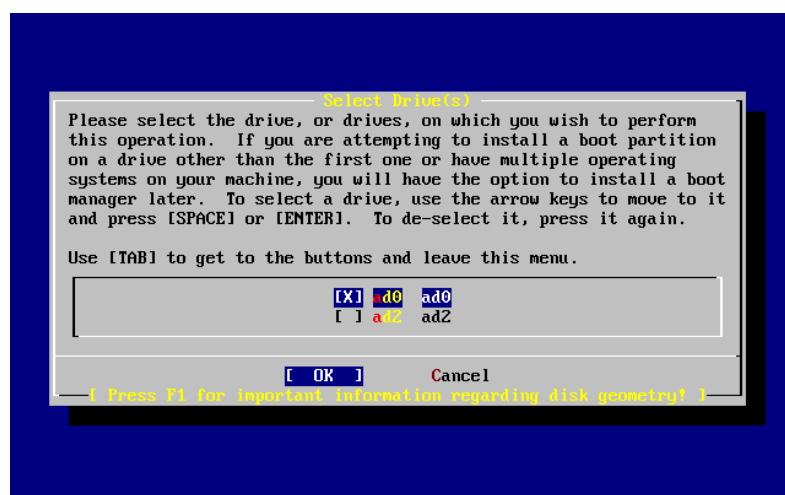 Select Drive(s)
Please select the drive, or drives, on which you wish to perform
this operation.  If you are attempting to install a boot partition
on a drive other than the first one or have multiple operating
systems on your machine, you will have the option to install a boot
manager later.  To select a drive, use the arrow keys to move to it
and press [SPACE] or [ENTER].  To de-select it, press it again.
Use [TAB] to get to the buttons and leave this menu.
[X] ad0 ad0
[ ] ad2 ad2
[  OK  ] Cancel
[ Press F1 for important information regarding disk geometry! ]